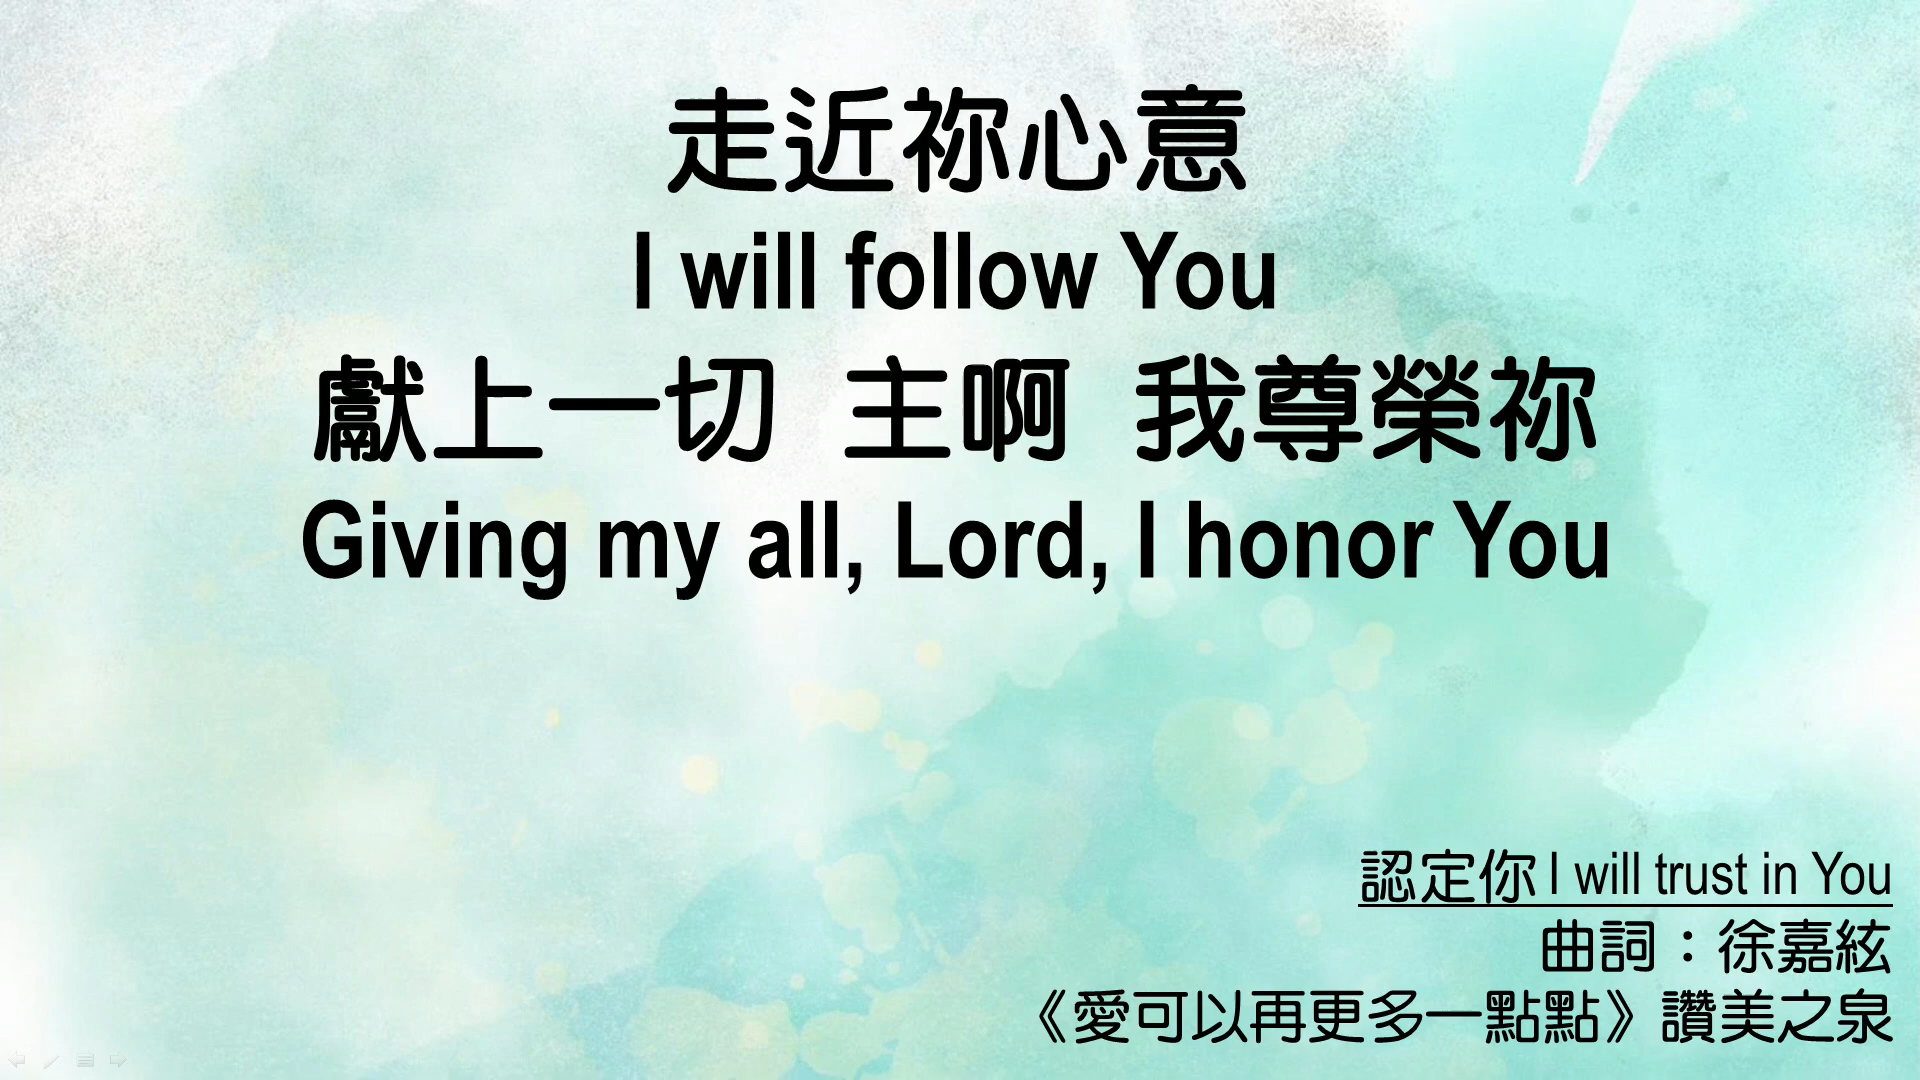 走近祢心意
I will follow You
獻上一切 主啊 我尊榮祢
Giving my all, Lord, I honor You
認定你 I will trust in You
曲詞：徐嘉絃
《愛可以再更多一點點》讚美之泉